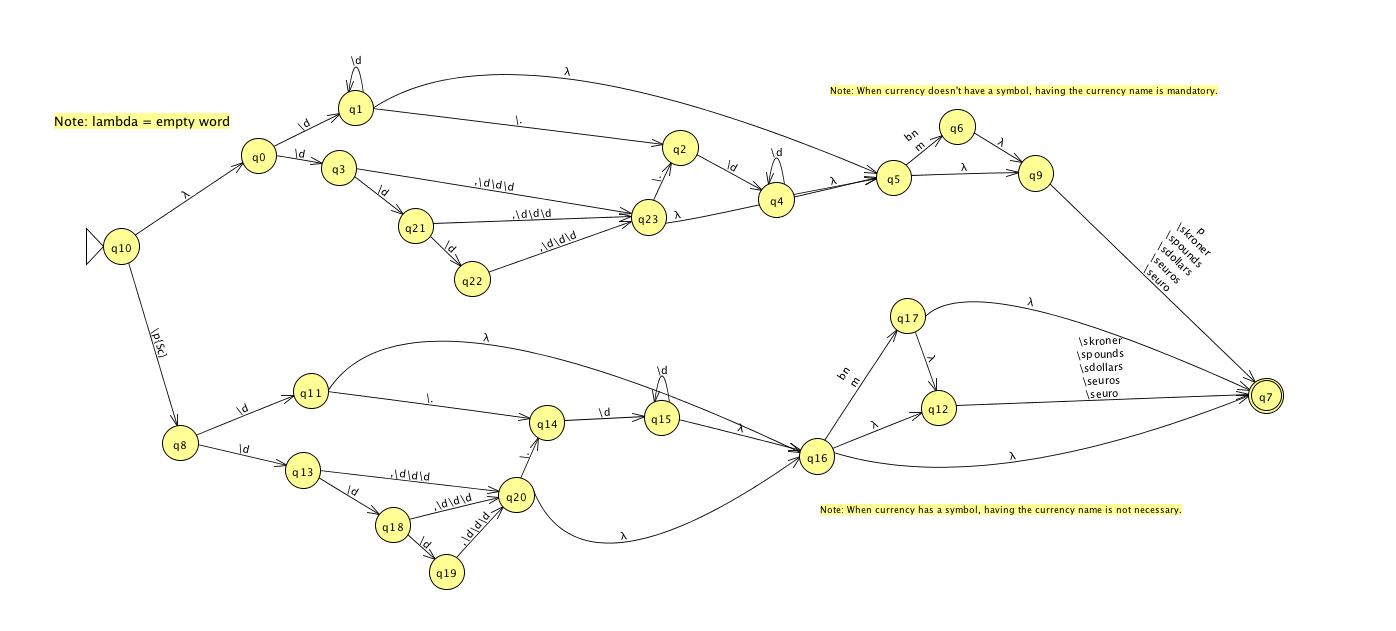 \d
λ
Note: When currency doesn't have a symbol, having the currency name is mandatory.
q1
Note: lambda = empty word
\d
\.
bn
m
q6
λ
q0
\d
q3
q2
\d
\d
λ
λ
q5
q9
λ
\d
,\d\d\d
\.
q4
q21
,\d\d\d
q23
λ
\d
,\d\d\d
q22
q10
p
\skroner
\spounds
\sdollars
\seuros
\seuro
\p(Sc)
λ
q17
λ
λ
\skroner
\spounds
\sdollars
\seuros
\seuro
bn
m
\d
q11
\.
\d
q15
q14
\d
λ
λ
q12
q7
q8
\d
q13
,\d\d\d
\.
q16
λ
\d
q18
,\d\d\d
q20
\d
,\d\d\d
q19
λ
Note: When currency has a symbol, having the currency name is not necessary.